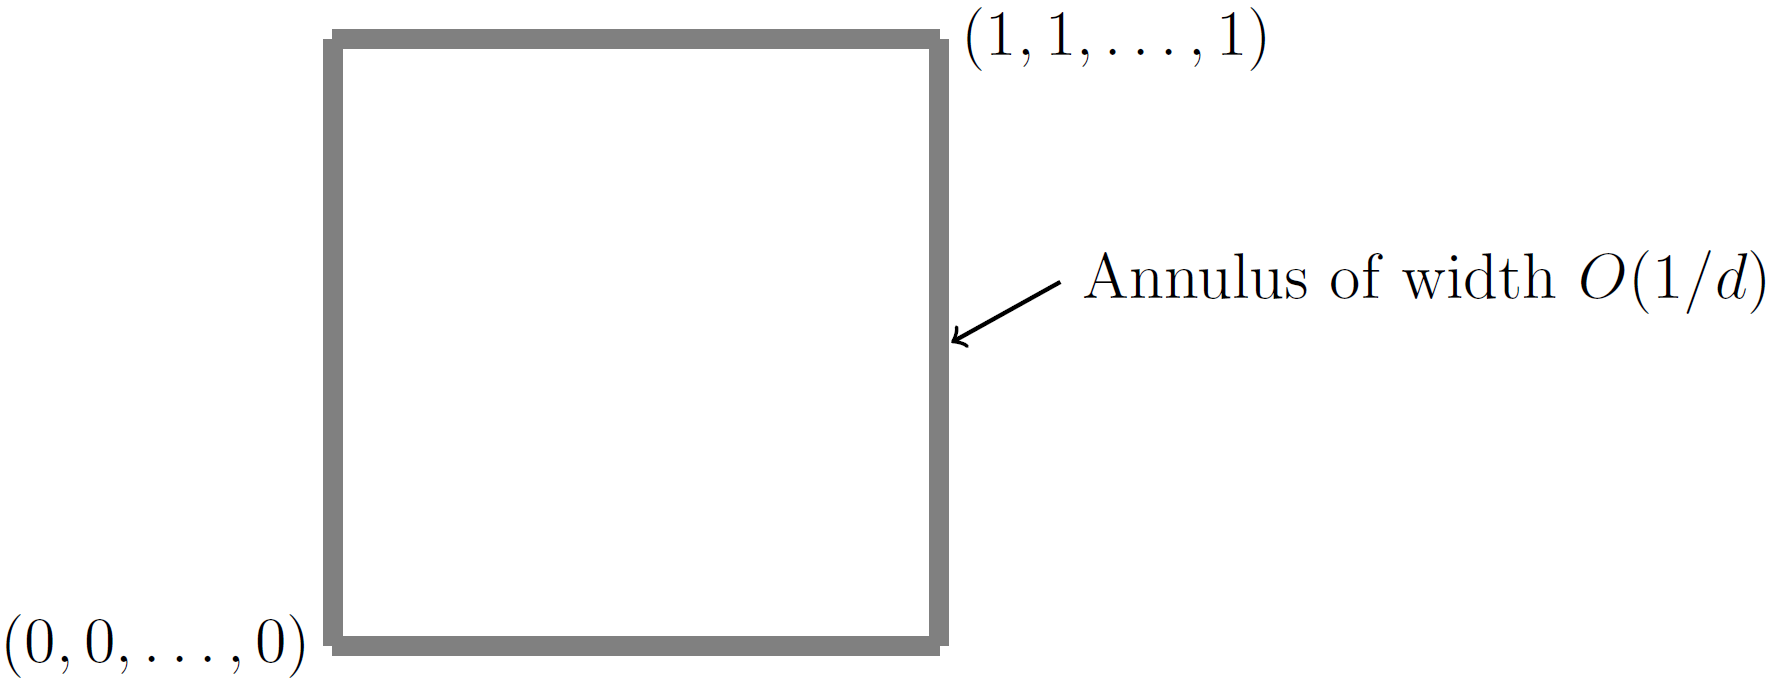 (1, 1, . . . , 1)
Annulus of width O(1/d)
(0, 0, . . . , 0)